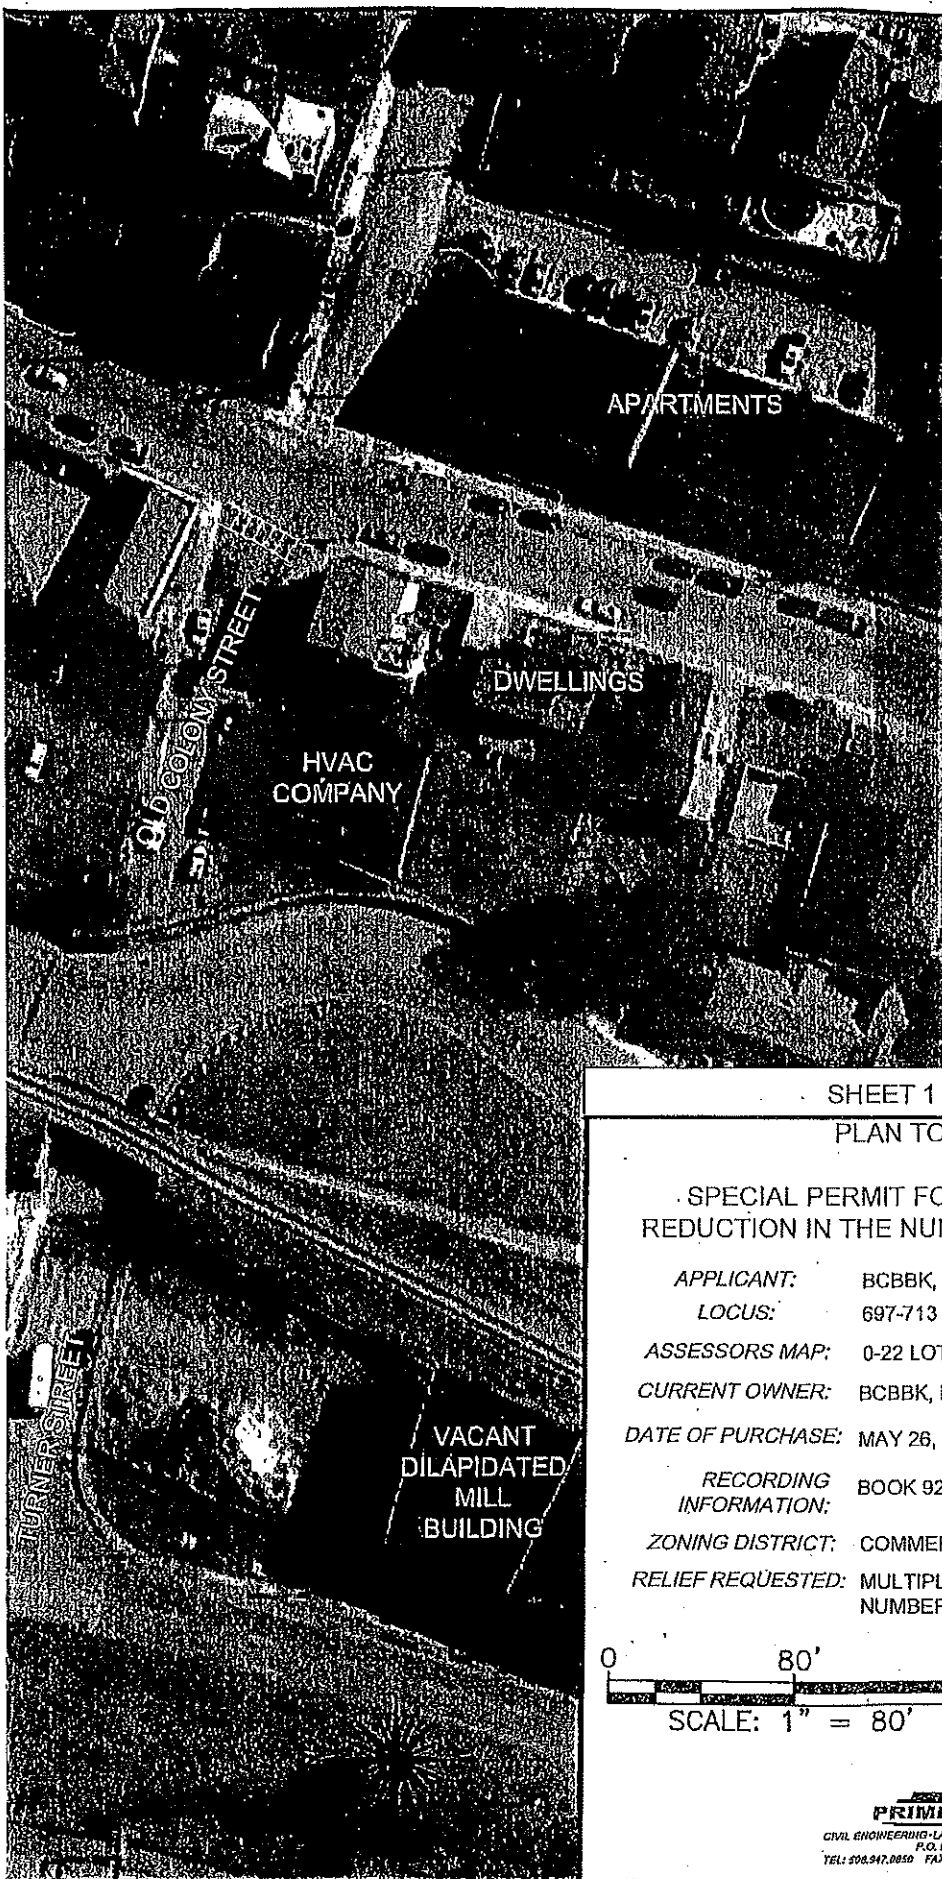 APARTMENTS
DWELLINGS
OLD COLONY STREET
HVAC
COMPANY
TURNER STREET
VACANT
DILAPIDATED
MILL
BUILDING
SHEET 1
PLAN TO
SPECIAL PERMIT FO
REDUCTION IN THE NU
APPLICANT: BCBBK,
LOCUS: 697-713
ASSESSORS MAP: 0-22 LOT
CURRENT OWNER: BCBBK,
DATE OF PURCHASE: MAY 26,
RECORDING
INFORMATION: BOOK 92
ZONING DISTRICT: COMME
RELIEF REQUESTED: MULTIPL
NUMBER
0 80'
SCALE: 1" = 80'
PRIME
CIVIL ENGINEERING
P.O.
TEL: 508.947.0050 FAX